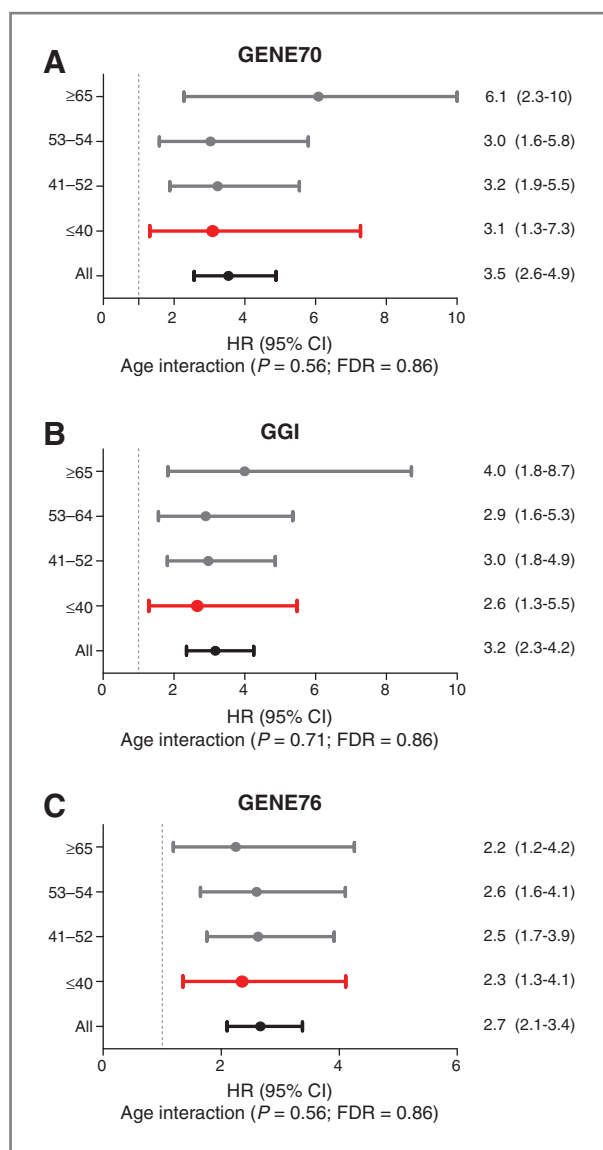 A GENE70
≥65 6.1 (2.3-10)
53–54 3.0 (1.6-5.8)
41–52 3.2 (1.9-5.5)
≤40 3.1 (1.3-7.3)
All 3.5 (2.6-4.9)
0 2 4 6 8 10
HR (95% CI)
Age interaction (P = 0.56; FDR = 0.86)
B GGI
≥65 4.0 (1.8-8.7)
53–64 2.9 (1.6-5.3)
41–52 3.0 (1.8-4.9)
≤40 2.6 (1.3-5.5)
All 3.2 (2.3-4.2)
0 2 4 6 8 10
HR (95% CI)
Age interaction (P = 0.71; FDR = 0.86)
C GENE76
≥65 2.2 (1.2-4.2)
53–54 2.6 (1.6-4.1)
41–52 2.5 (1.7-3.9)
≤40 2.3 (1.3-4.1)
All 2.7 (2.1-3.4)
0 2 4 6
HR (95% CI)
Age interaction (P = 0.56; FDR = 0.86)